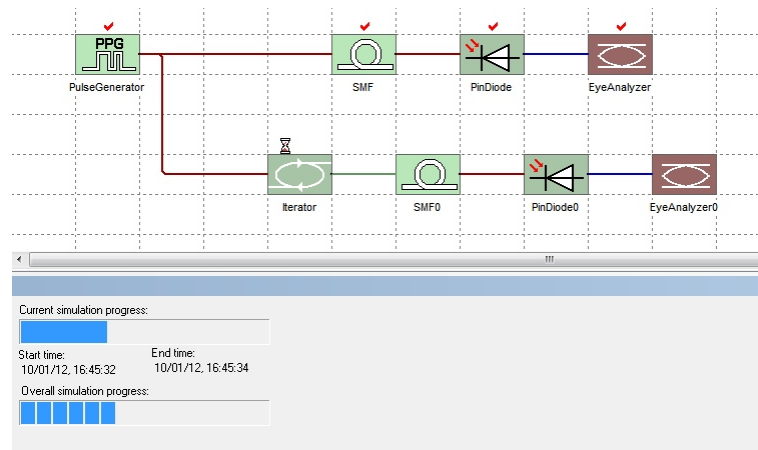 PPG
PulseGenerator
SMF
PinDiode
EyeAnalyzer
Iterator
SMF0
PinDiode0
EyeAnalyzer0
Current simulation progress:
Start time:
End time:
10/01/12, 16:45:32
10/01/12, 16:45:34
Overall simulation progress: